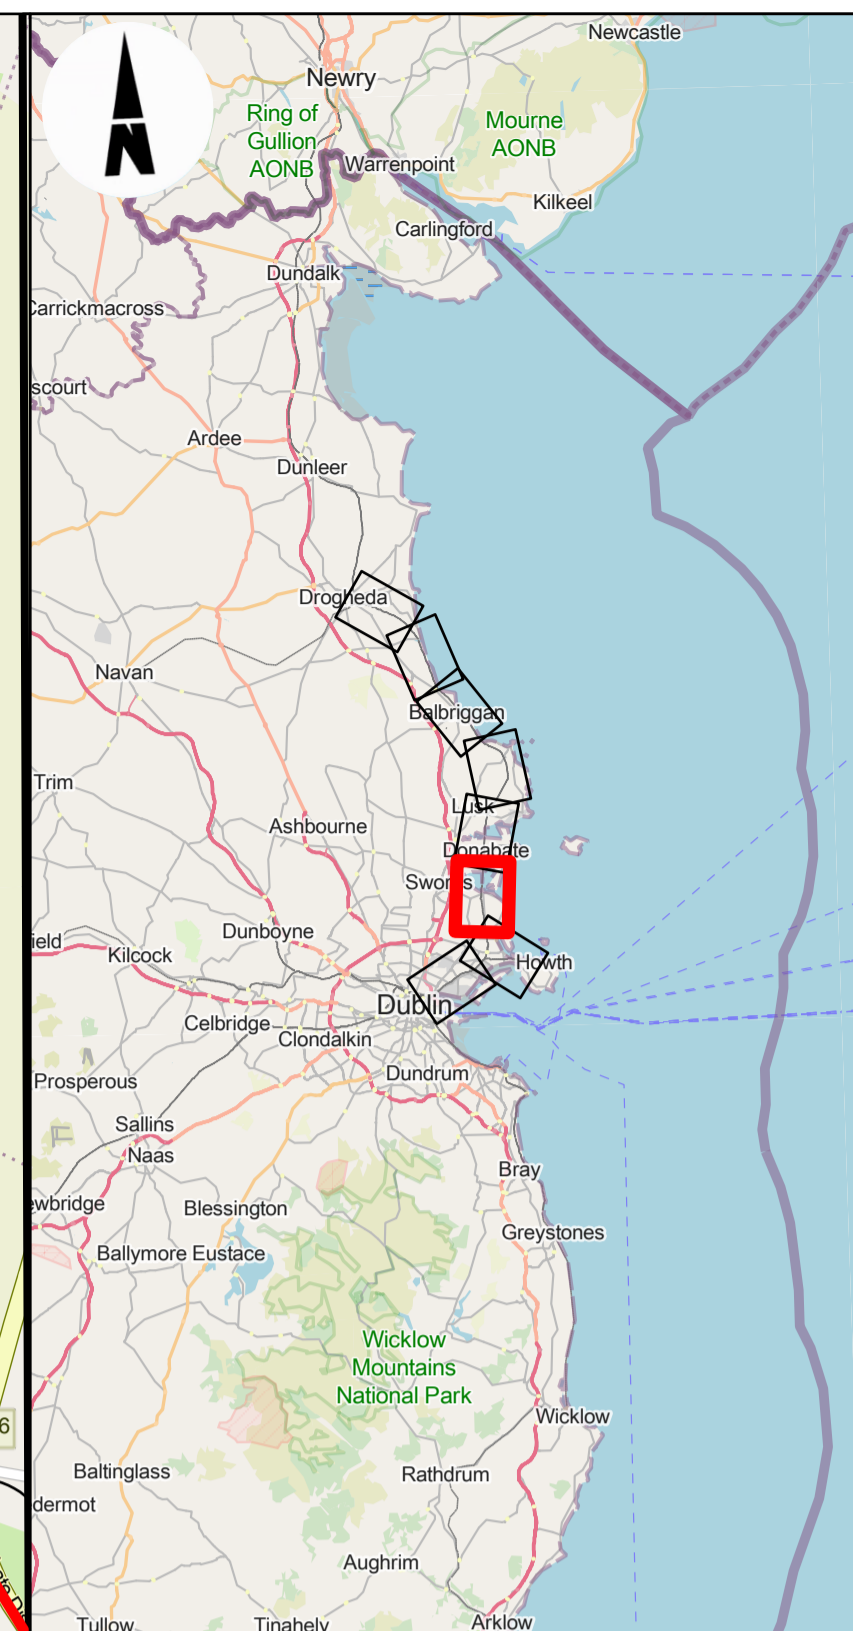 Newcastle
Newry
Ring of
Gullion
AONB
Mourne
AONB
Warrenpoint
Kilkeel
Carlingford
N
Dundalk
Carrickmacross
scourt
Ardee
Dunleer
Drogheda
Navan
Balbriggan
Trim
Lusk
Ashbourne
Donabate
Swords
Dunboyne
ield
Kilcock
Howth
Dublin
Celbridge
Clondalkin
Dundrum
Prosperous
Sallins
Naas
Bray
ewbridge
Blessington
Greystones
Ballymore Eustace
Wicklow
Mountains
National Park
Wicklow
6
Baltinglass
Rathdrum
dermot
Aughrim
Tullow
Tinahely
Arklow